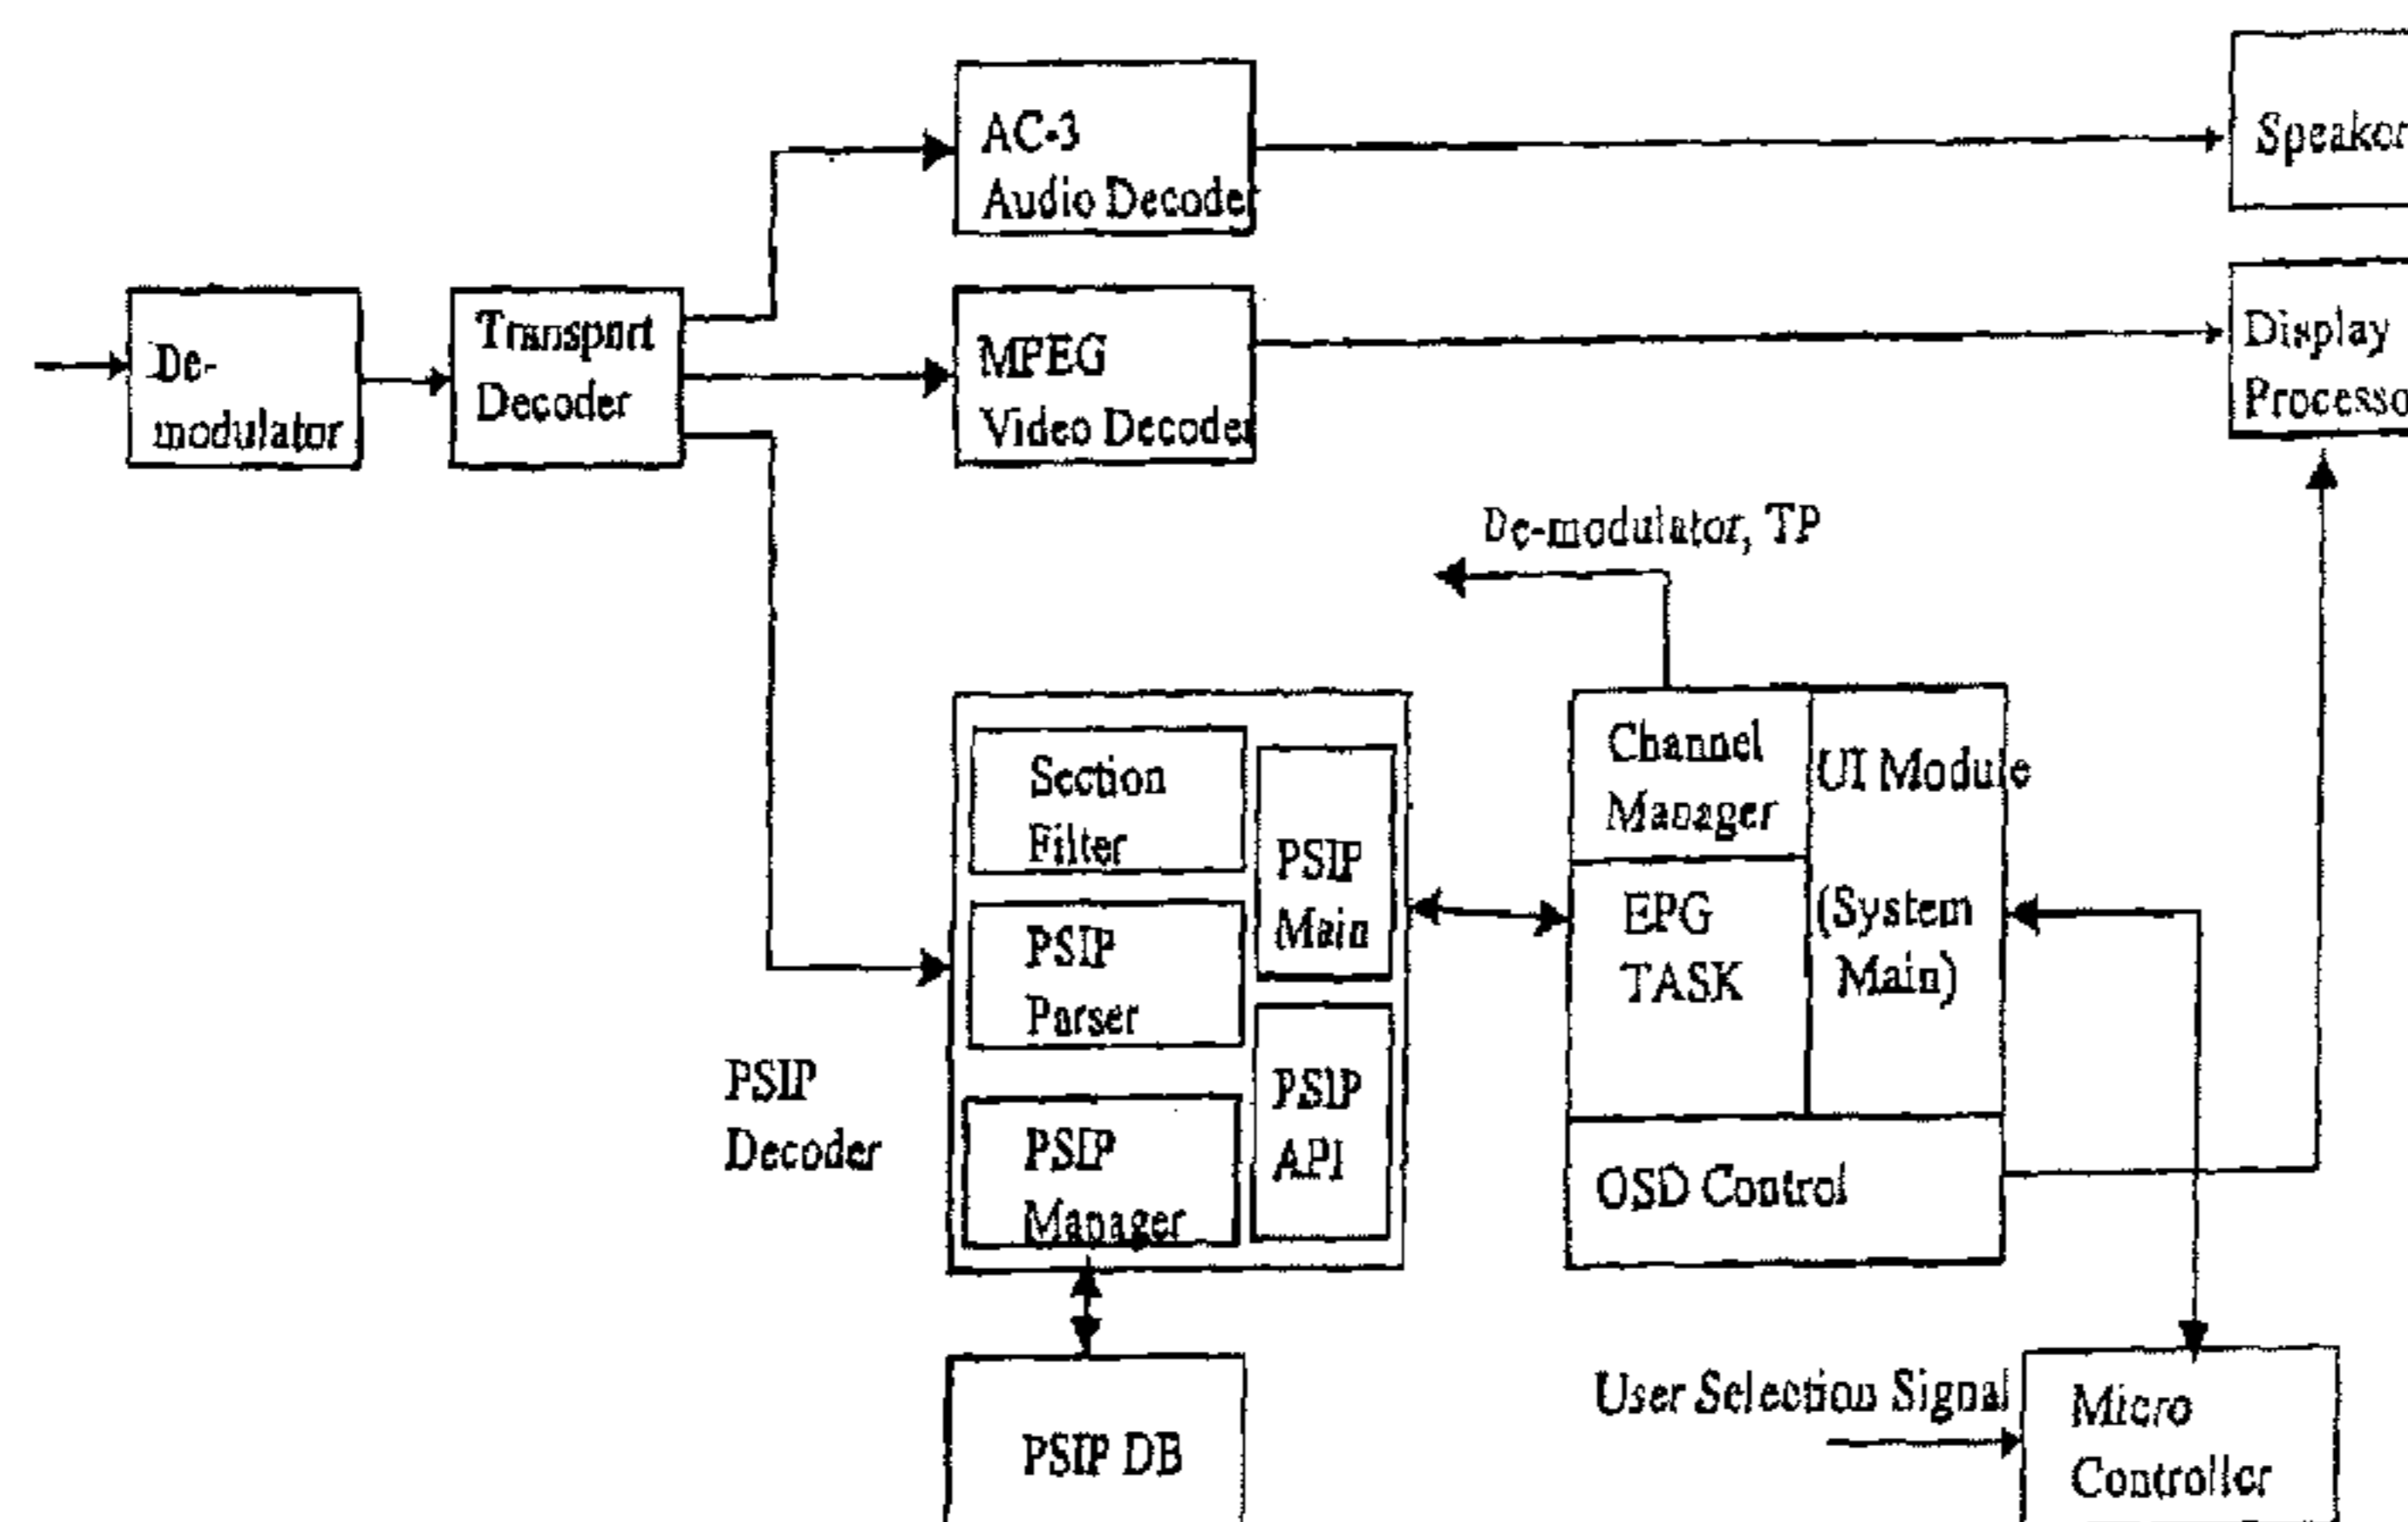 AC-3
Audio Decoder
Speaker
De-
modulator
Transport
Decoder
MPEG
Video Decoder
Display
Processo
De-modulator, TP
Section
Filter
PSIP
Main
PSIP
Parser
PSIP
API
PSIP
Manager
PSIP
Decoder
Channel
Manager
UI Module
(System
Main)
EPG
TASK
OSD Control
PSIP DB
User Selection Signal
Micro
Controller